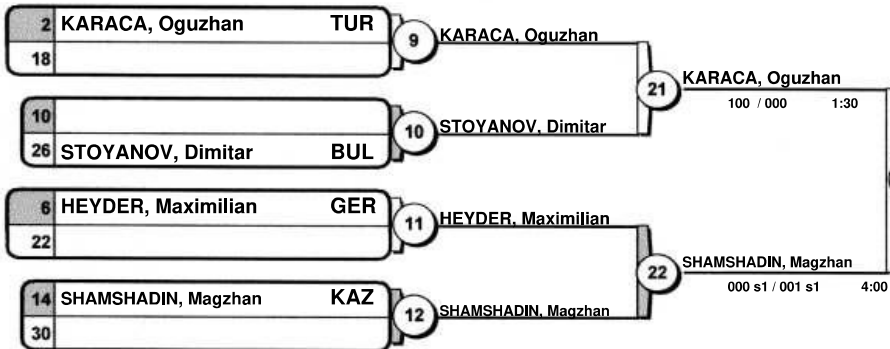 2 KARACA, Oguzhan TUR
18
9
KARACA, Oguzhan
10
26 STOYANOV, Dimitar BUL
10
STOYANOV, Dimitar
21
KARACA, Oguzhan
100 / 000 1:30
6 HEYDER, Maximilian GER
22
11
HEYDER, Maximilian
14 SHAMSHADIN, Magzhan KAZ
30
12
SHAMSHADIN, Magzhan
22
SHAMSHADIN, Magzhan
000 s1 / 001 s1 4:00